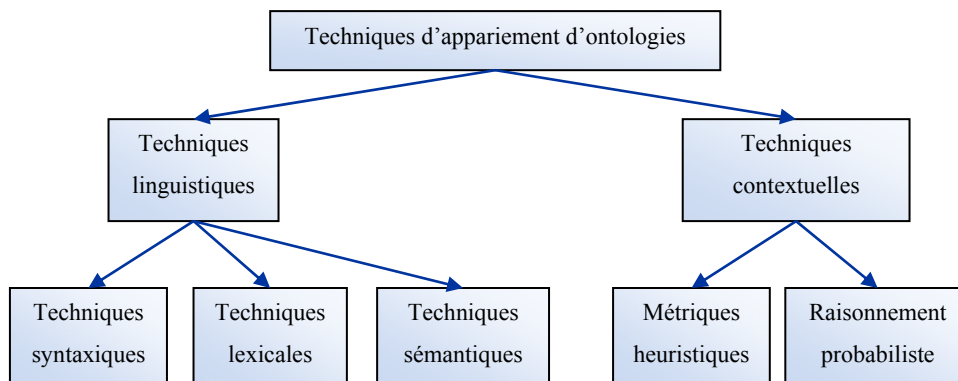 Techniques d'appariement d'ontologies
Techniques
linguistiques
Techniques
contextuelles
Techniques
syntaxiques
Techniques
lexicales
Techniques
sémantiques
Métriques
heuristiques
Raisonnement
probabiliste